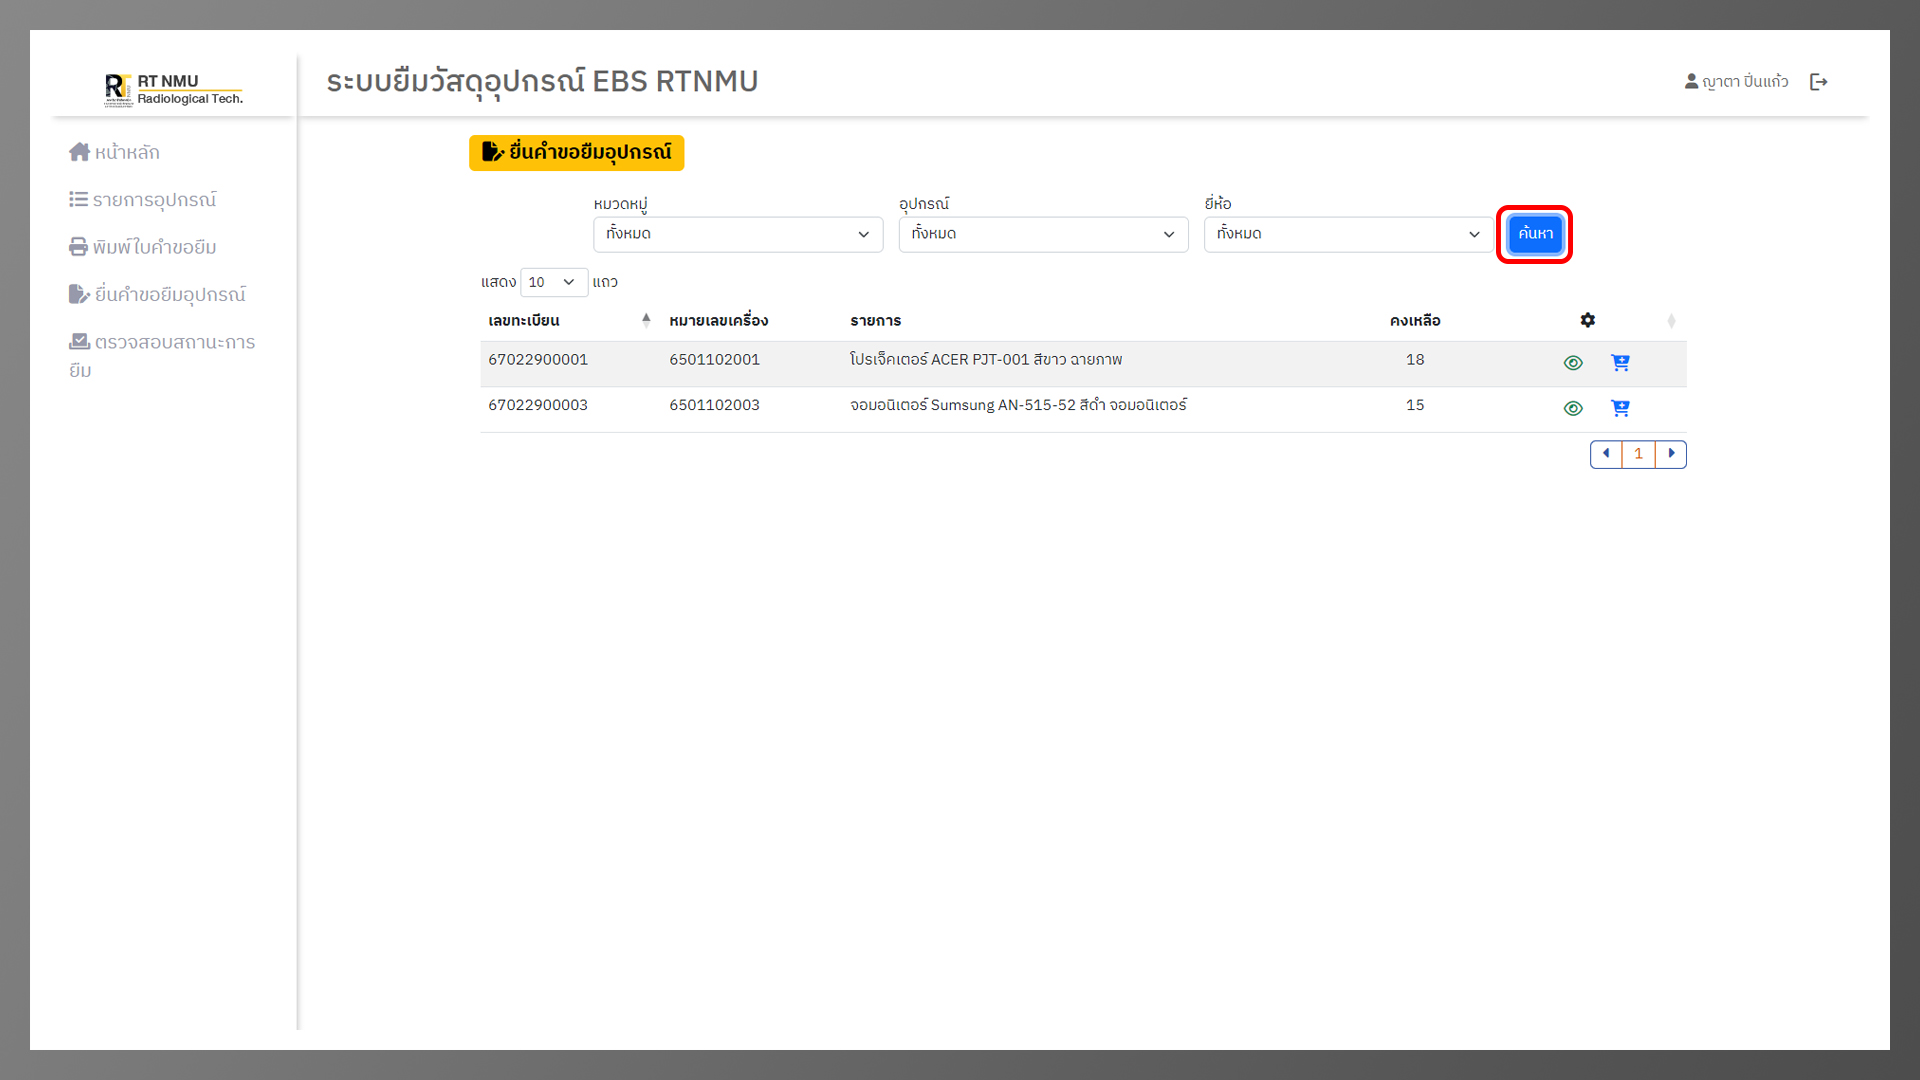 RT NMU
Radiological Tech.
ระบบยืมวัสดุอุปกรณ์ EBS RTNMU
ญาตา ปิ่นแก้ว
หน้าหลัก
รายการอุปกรณ์
พิมพ์ใบคำขอยืม
ยื่นคำขอยืมอุปกรณ์
ตรวจสอบสถานะการ
ยืม
ยื่นคำขอยืมอุปกรณ์
หมวดหมู่ อุปกรณ์ ยี่ห้อ
ทั้งหมด ทั้งหมด ทั้งหมด ค้นหา
แสดง 10 แถว
เลขทะเบียน หมายเลขเครื่อง รายการ คงเหลือ
67022900001 6501102001 โปรเจ็คเตอร์ ACER PJT-001 สีขาว ฉายภาพ 18
67022900003 6501102003 จอมอนิเตอร์ Sumsung AN-515-52 สีดำ จอมอนิเตอร์ 15
1